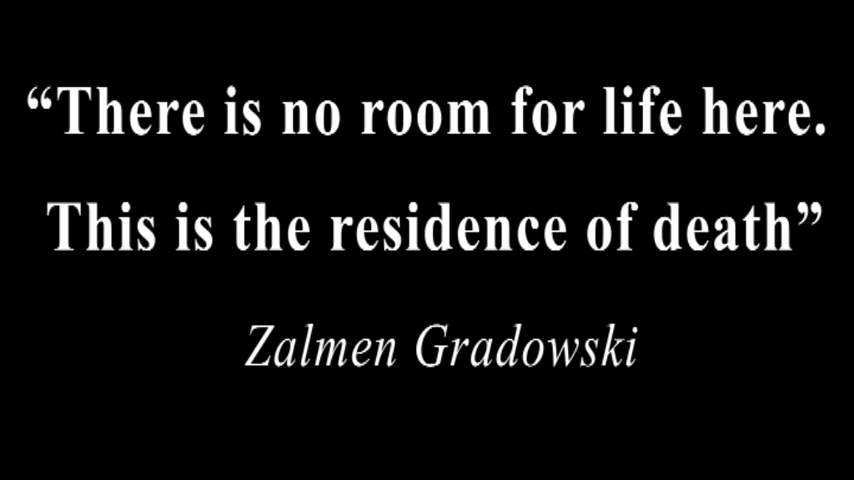 “There is no room for life here.
This is the residence of death”
Zalmen Gradowski